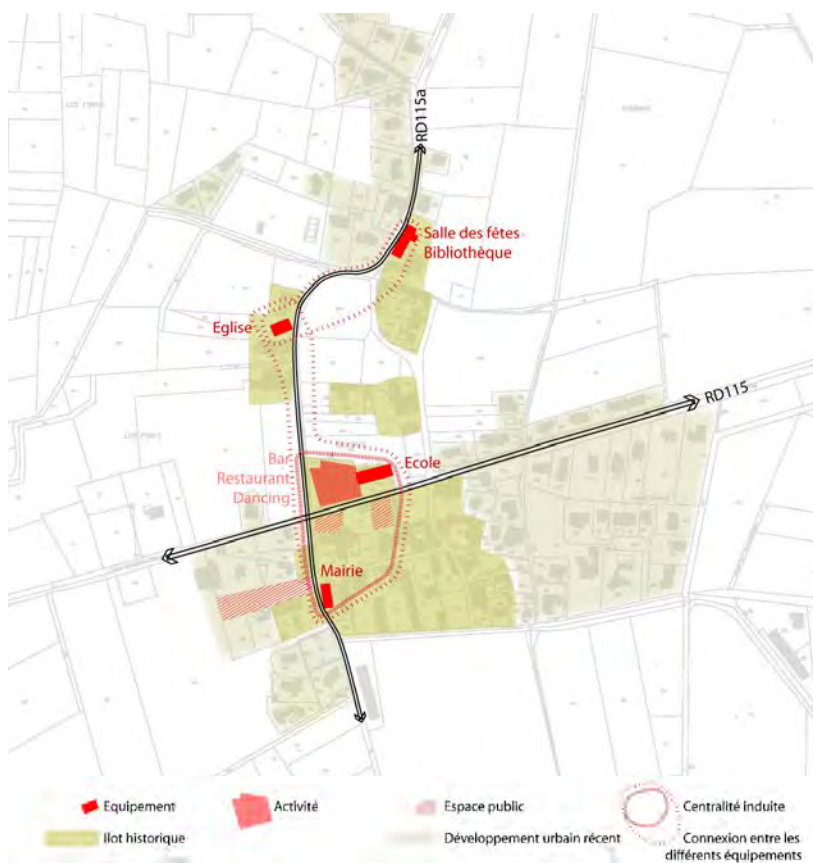 RD115a
Salle des fêtes
Bibliothèque
Eglise
RD115
Bar
Restaurant
Dancing
Ecole
Mairie
Equipement
Activité
Espace public
Centralité induite
Ilot historique
Développement urbain récent
Connexion entre les
différents équipements